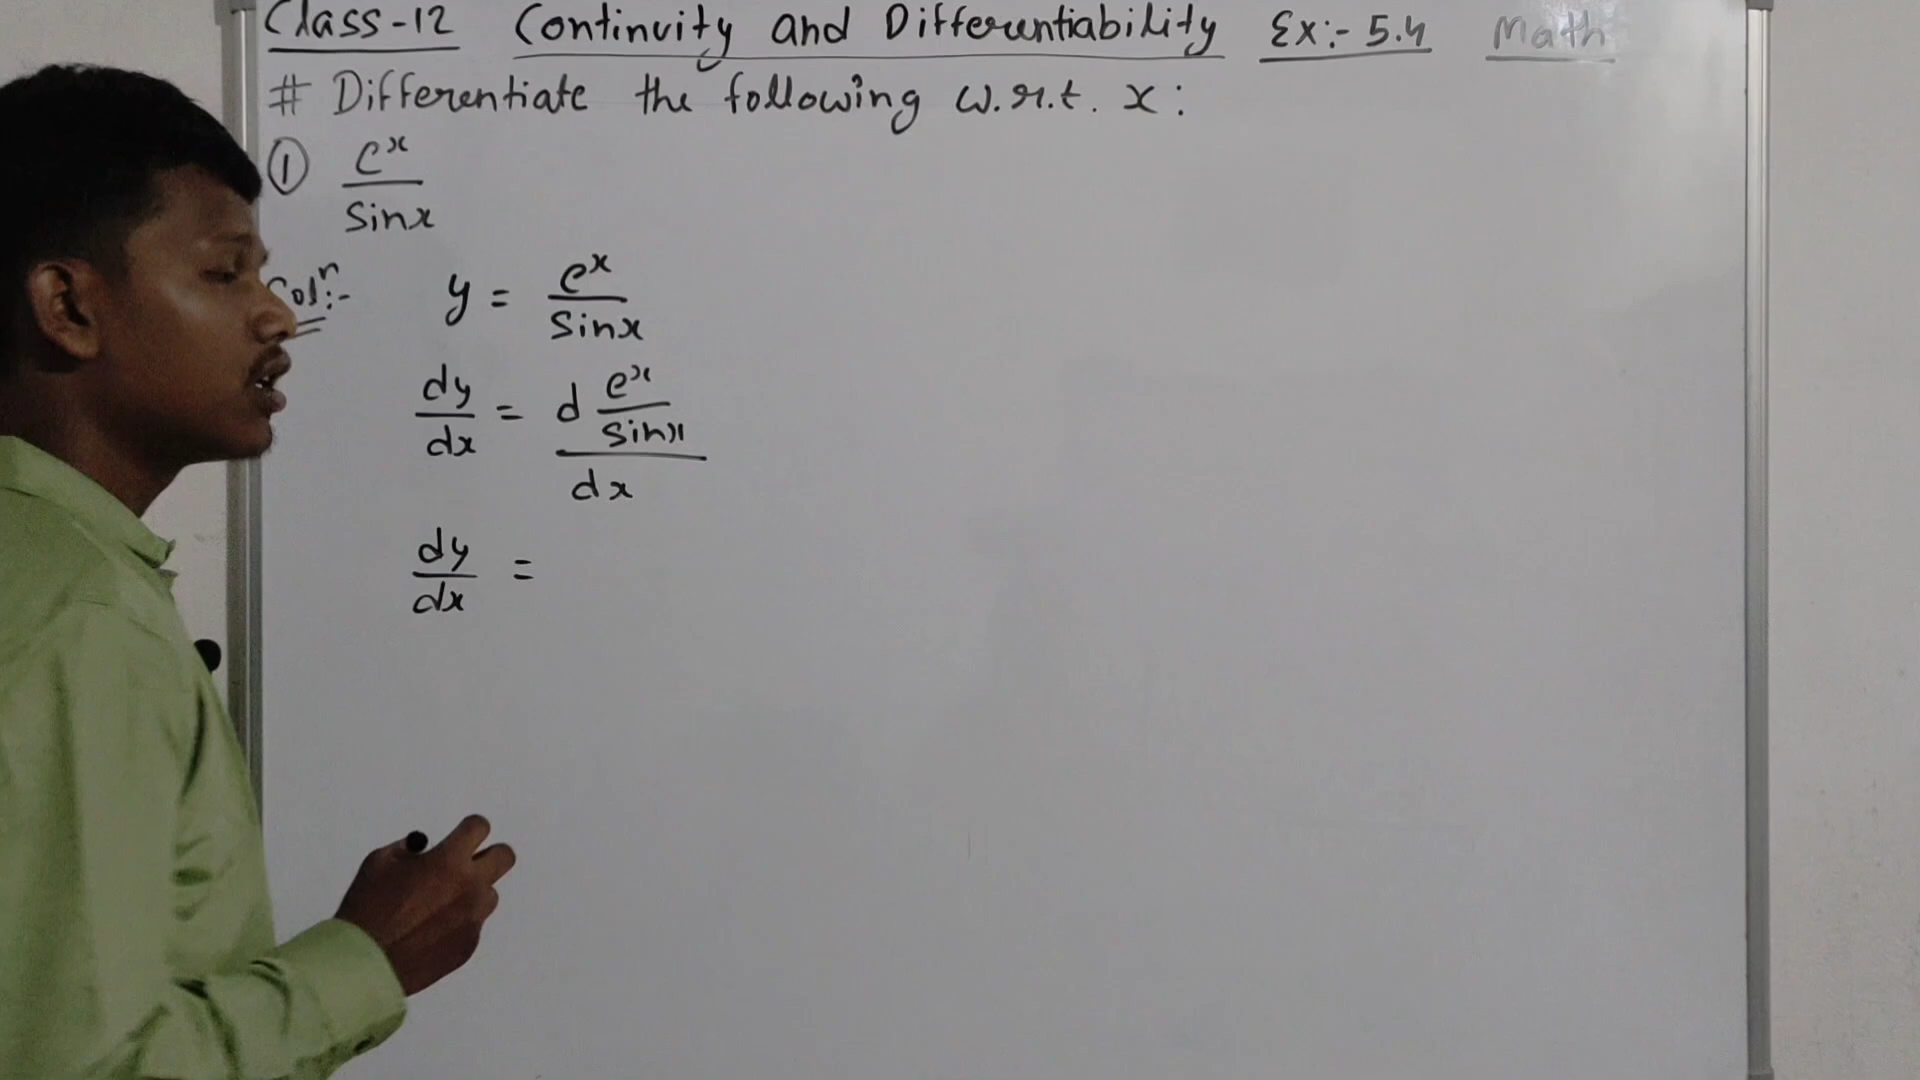 Class-12 Continuity and Differentiability Ex:- 5.4 Math
# Differentiate the following w.r.t. x:
① e^x / Sinx
Solⁿ:- y = e^x / Sinx
dy/dx = d (e^x / Sinx) / dx
dy/dx =